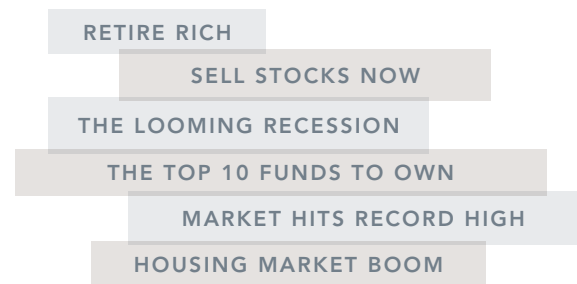 RETIRE RICH
SELL STOCKS NOW
THE LOOMING RECESSION
THE TOP 10 FUNDS TO OWN
MARKET HITS RECORD HIGH
HOUSING MARKET BOOM